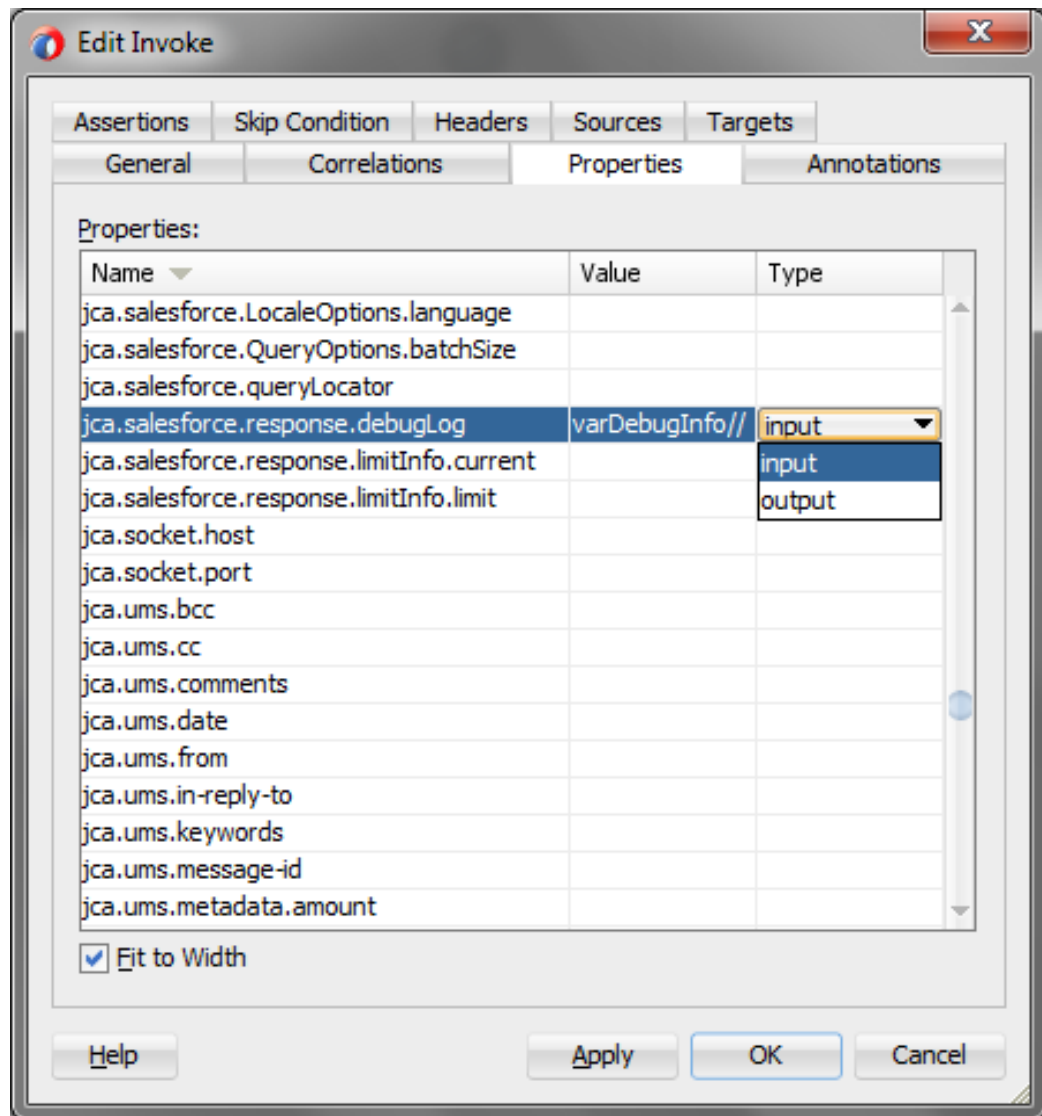 Edit Invoke
Assertions Skip Condition Headers Sources Targets
General Correlations Properties Annotations
Properties:
Name Value Type
jca.salesforce.LocaleOptions.language
jca.salesforce.QueryOptions.batchSize
jca.salesforce.queryLocator
jca.salesforce.response.debugLog varDebugInfo// input
jca.salesforce.response.limitInfo.current input
jca.salesforce.response.limitInfo.limit output
jca.socket.host
jca.socket.port
jca.ums.bcc
jca.ums.cc
jca.ums.comments
jca.ums.date
jca.ums.from
jca.ums.in-reply-to
jca.ums.keywords
jca.ums.message-id
jca.ums.metadata.amount
Fit to Width
Help Apply OK Cancel